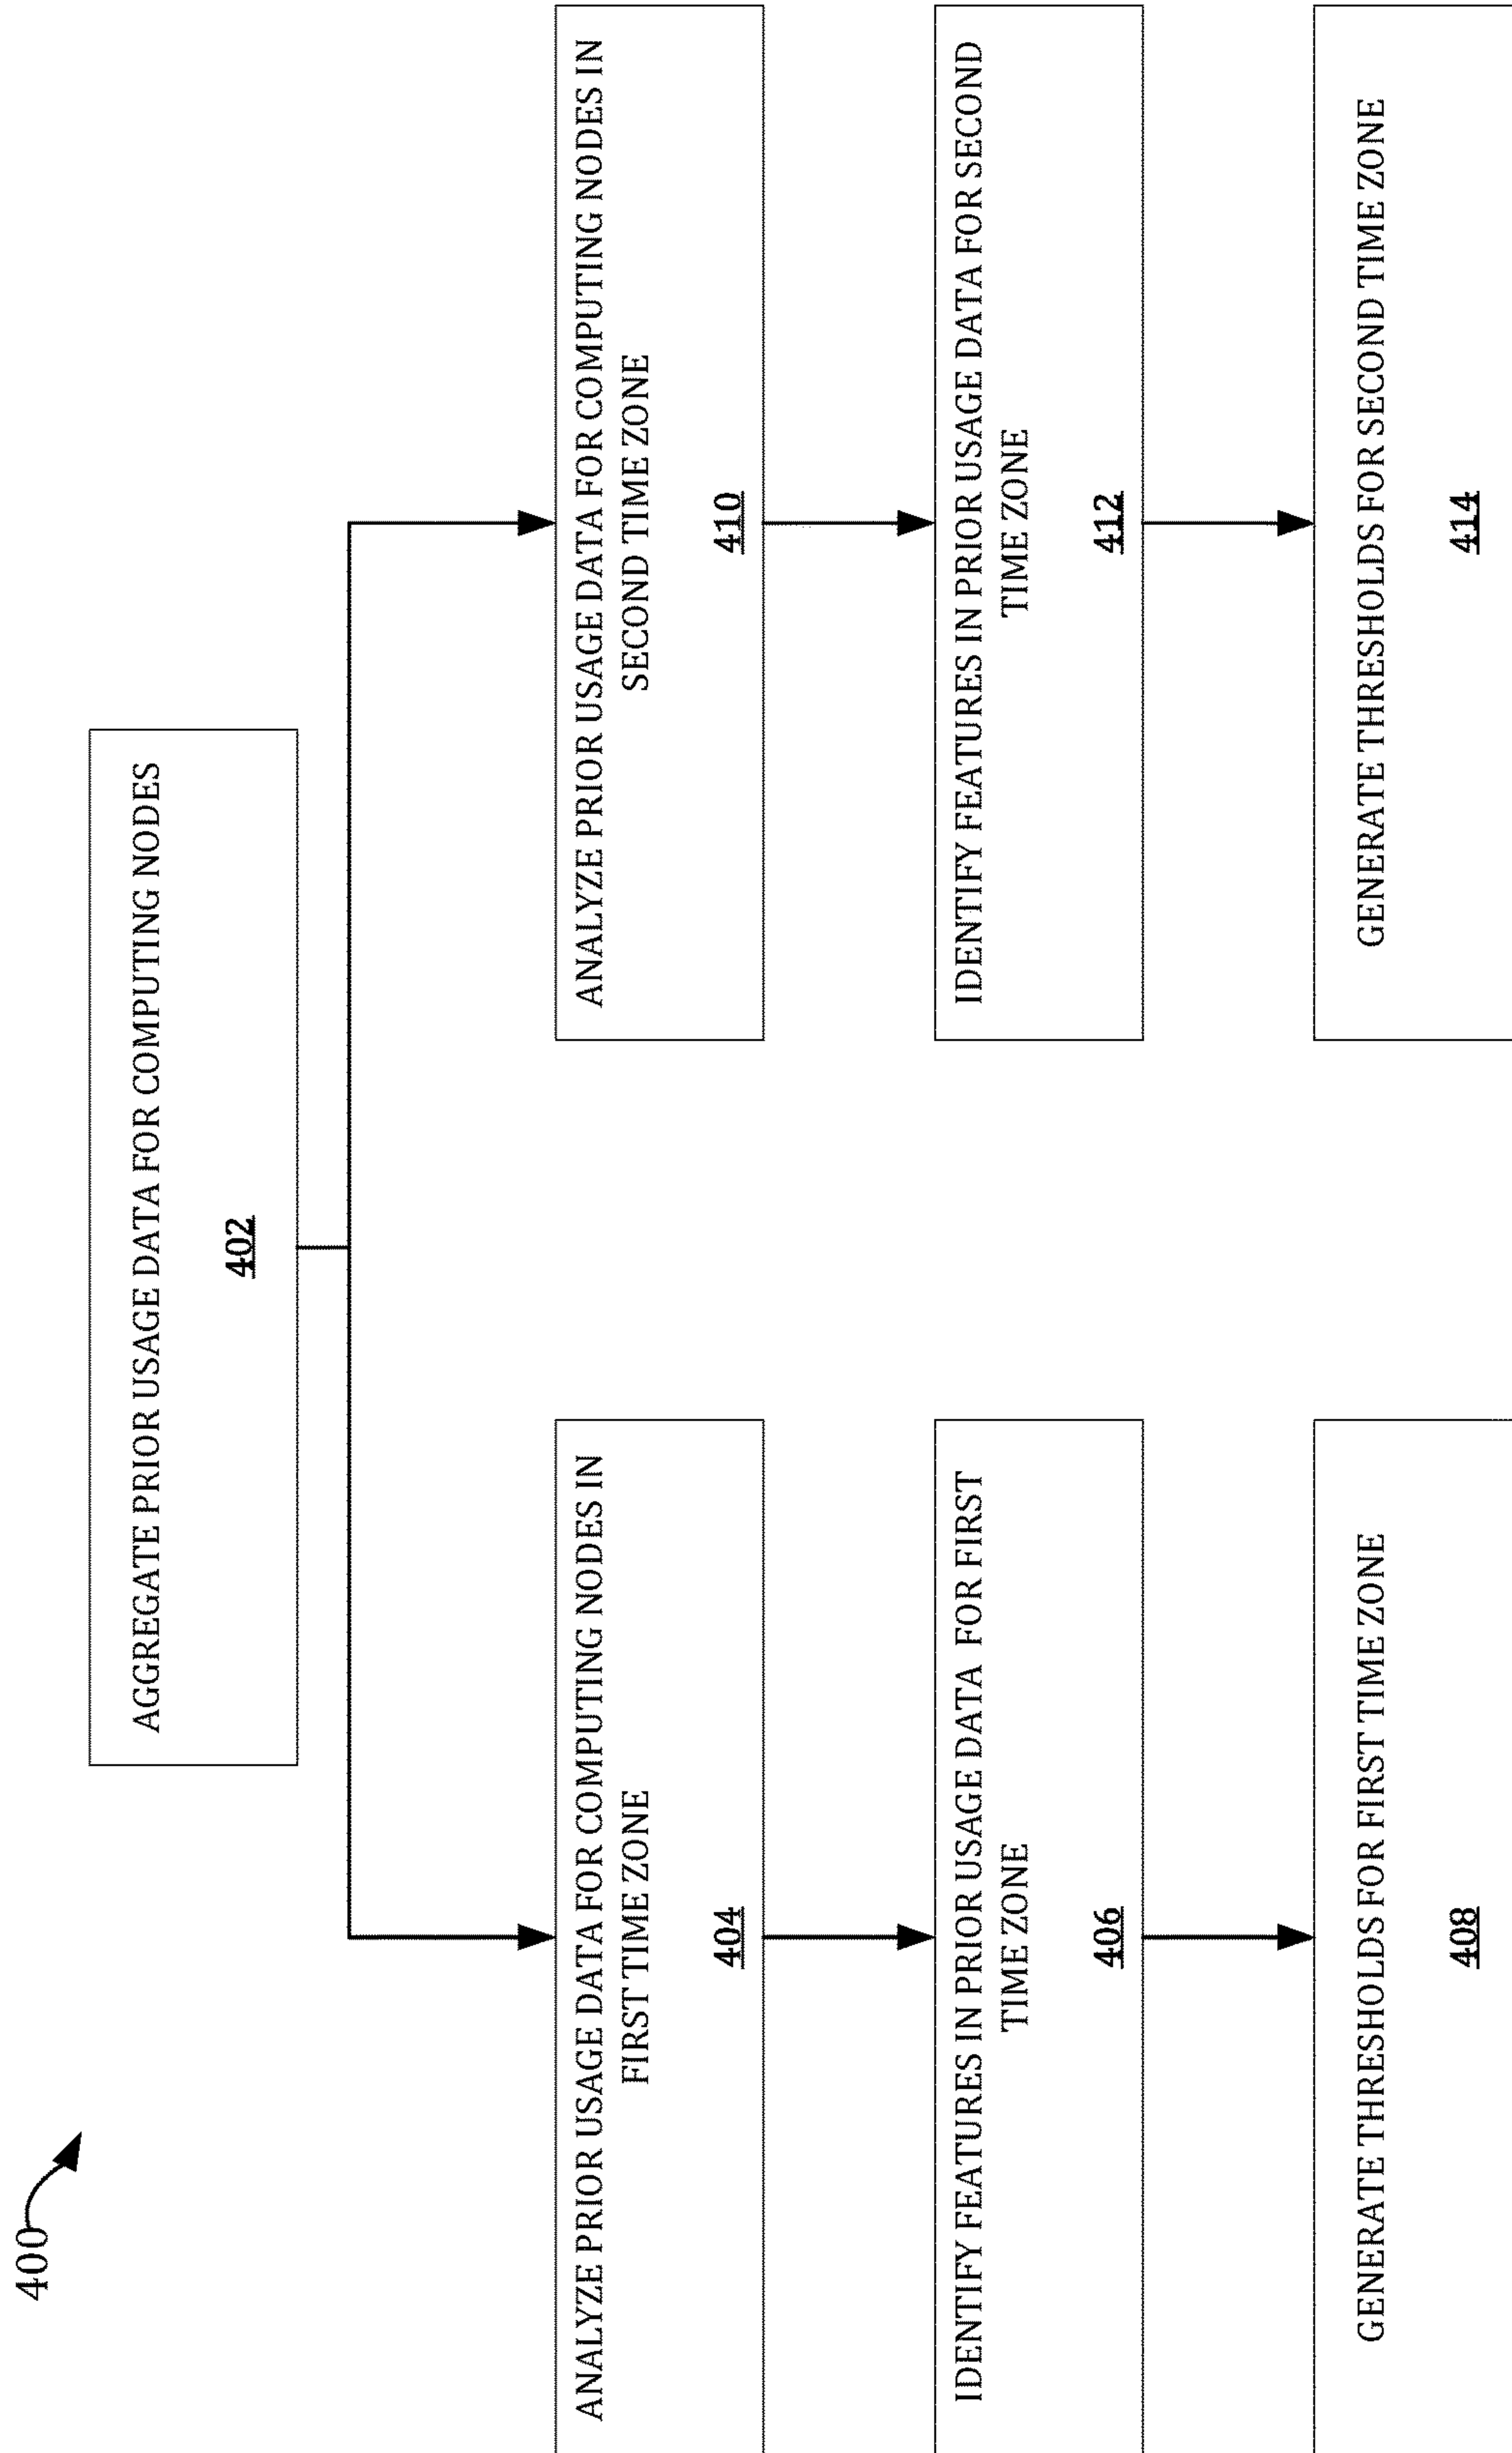 400
AGGREGATE PRIOR USAGE DATA FOR COMPUTING NODES
402
ANALYZE PRIOR USAGE DATA FOR COMPUTING NODES IN
FIRST TIME ZONE
404
IDENTIFY FEATURES IN PRIOR USAGE DATA FOR FIRST
TIME ZONE
406
GENERATE THRESHOLDS FOR FIRST TIME ZONE
408
ANALYZE PRIOR USAGE DATA FOR COMPUTING NODES IN
SECOND TIME ZONE
410
IDENTIFY FEATURES IN PRIOR USAGE DATA FOR SECOND
TIME ZONE
412
GENERATE THRESHOLDS FOR SECOND TIME ZONE
414